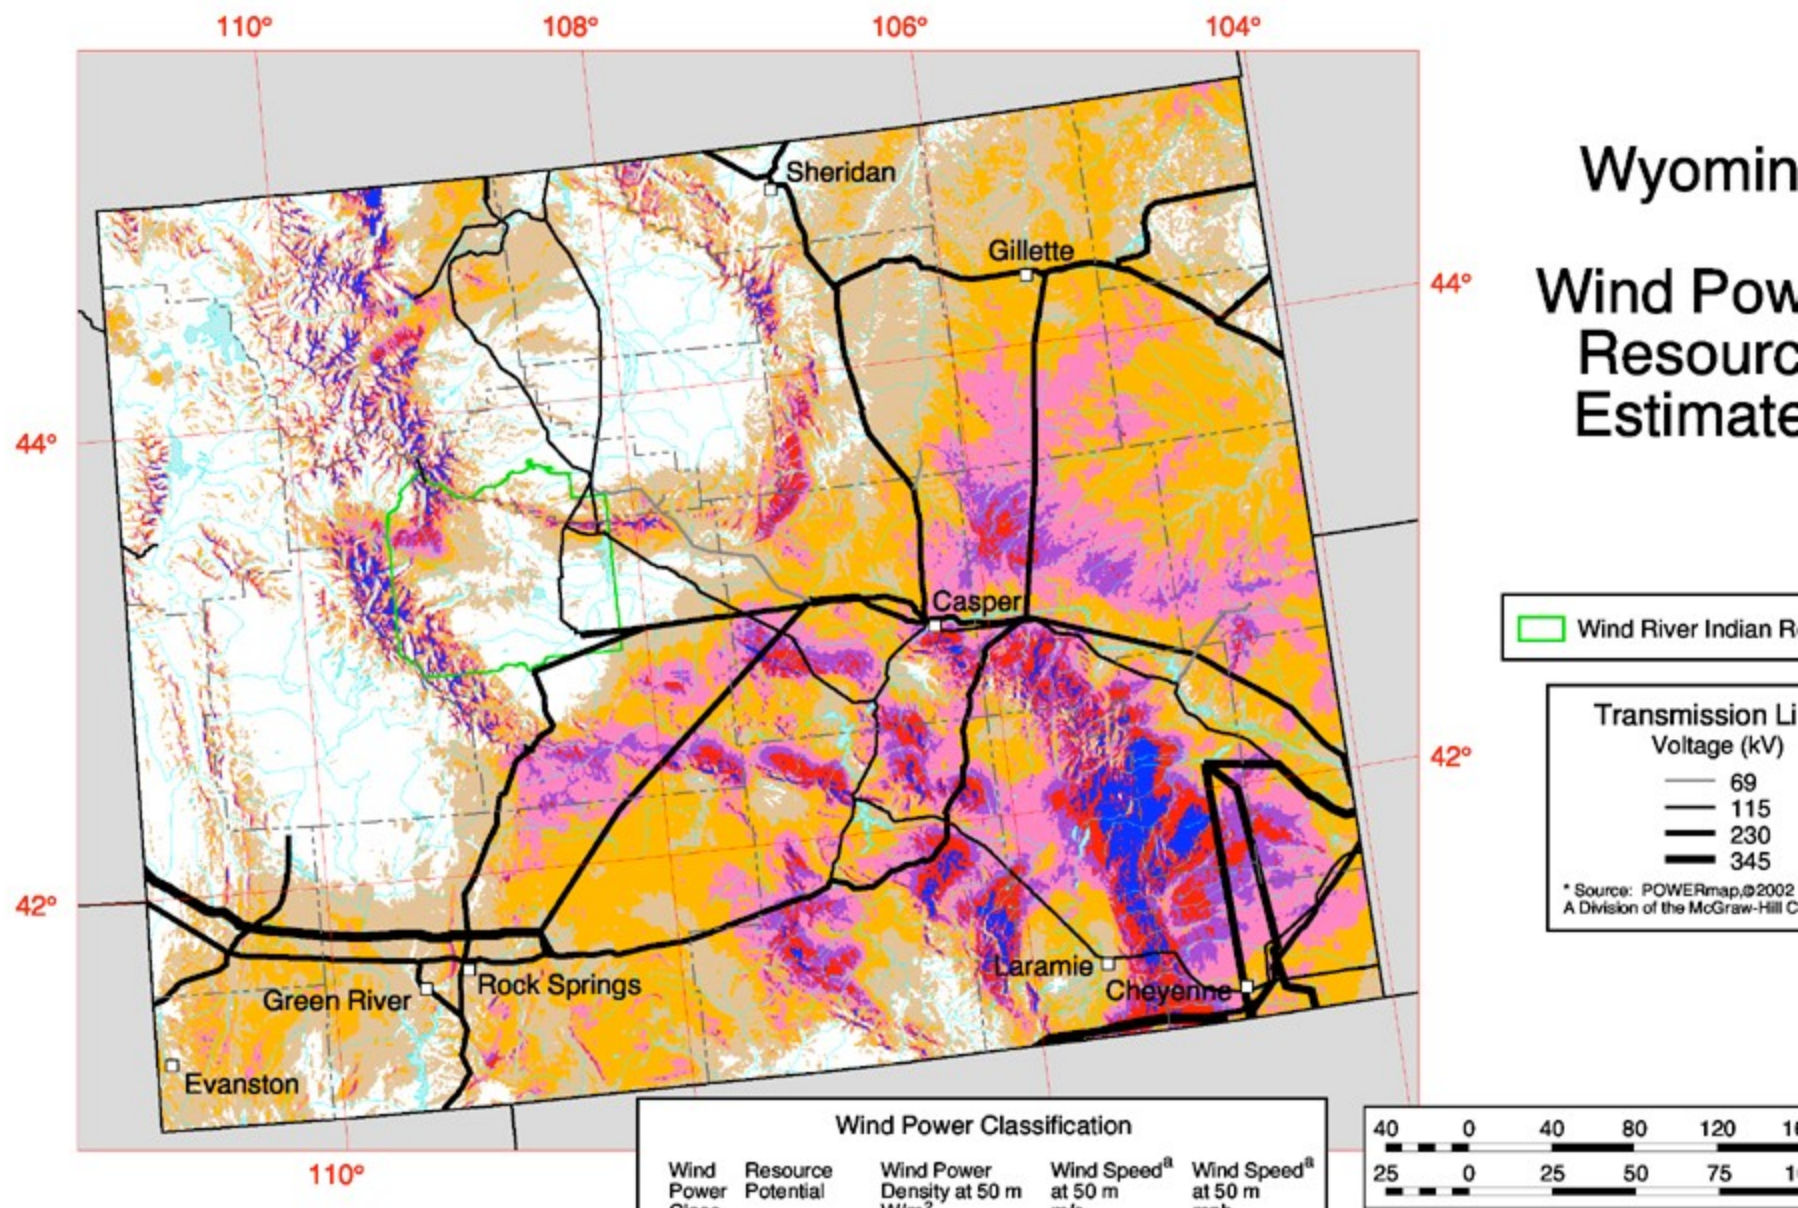 110° 108° 106° 104°
Sheridan
Gillette
44°
44°
Casper
42°
42°
Rock Springs
Green River
Laramie
Cheyenne
Evanston
110°
Wyomin
Wind Pow
Resourc
Estimate
Wind River Indian R
Transmission Li
Voltage (kV)
69
115
230
345
* Source: POWERmap,©2002
A Division of the McGraw-Hill C
Wind Power Classification
Wind Resource Wind Power Wind Speedᵃ Wind Speedᵃ
Power Potential Density at 50 m at 50 m at 50 m
40 0 40 80 120
25 0 25 50 75